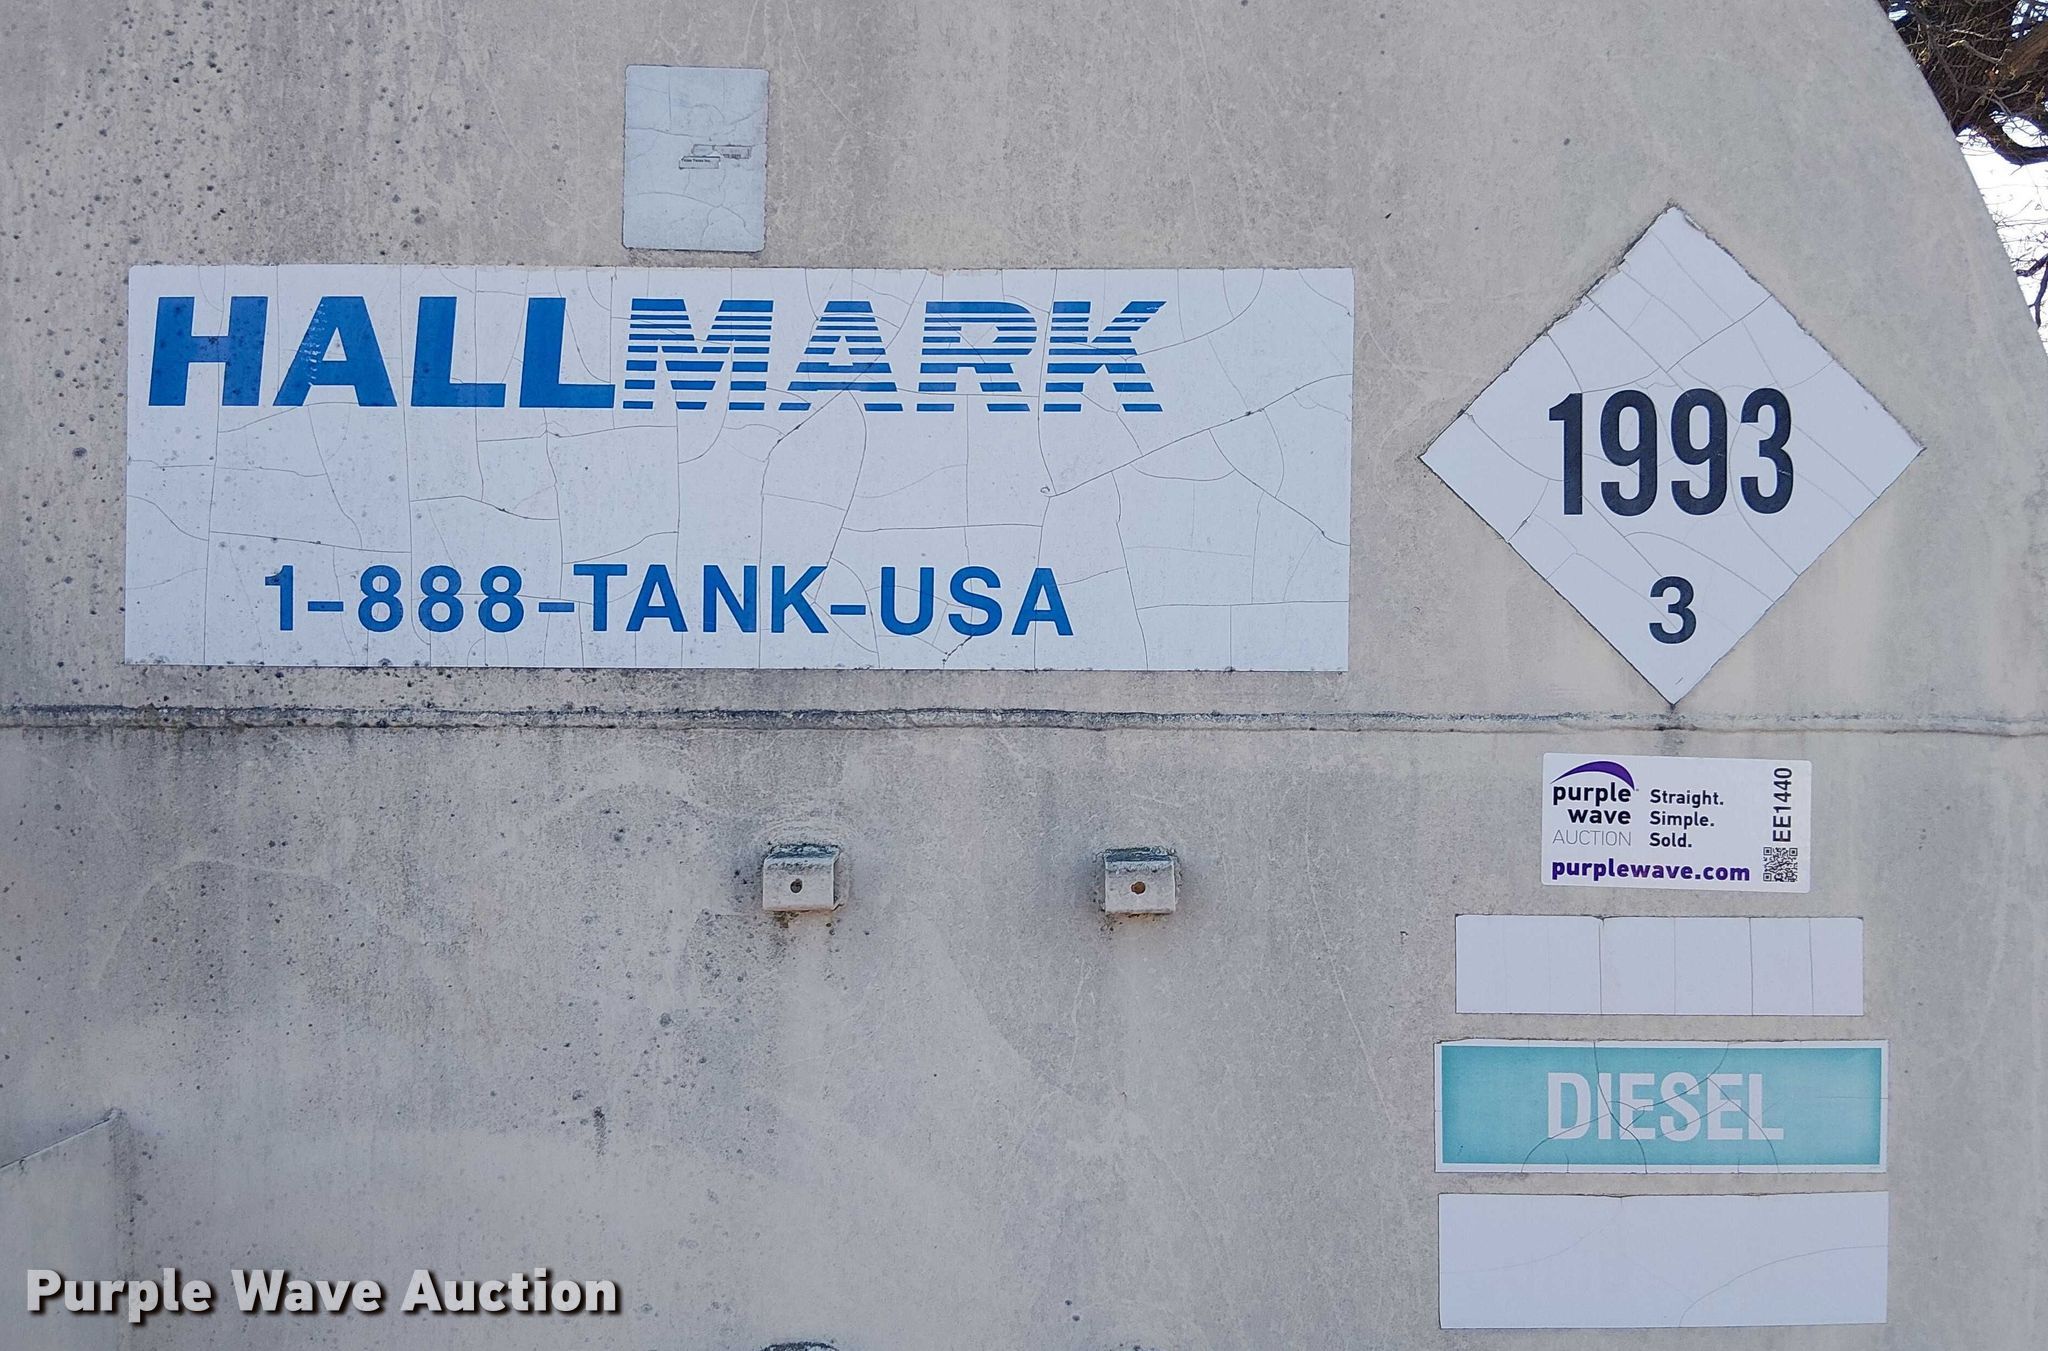 HALLMARK
1-888-TANK-USA
1993
3
purple
wave
AUCTION
Straight.
Simple.
Sold.
purplewave.com
EE1440
DIESEL
Purple Wave Auction